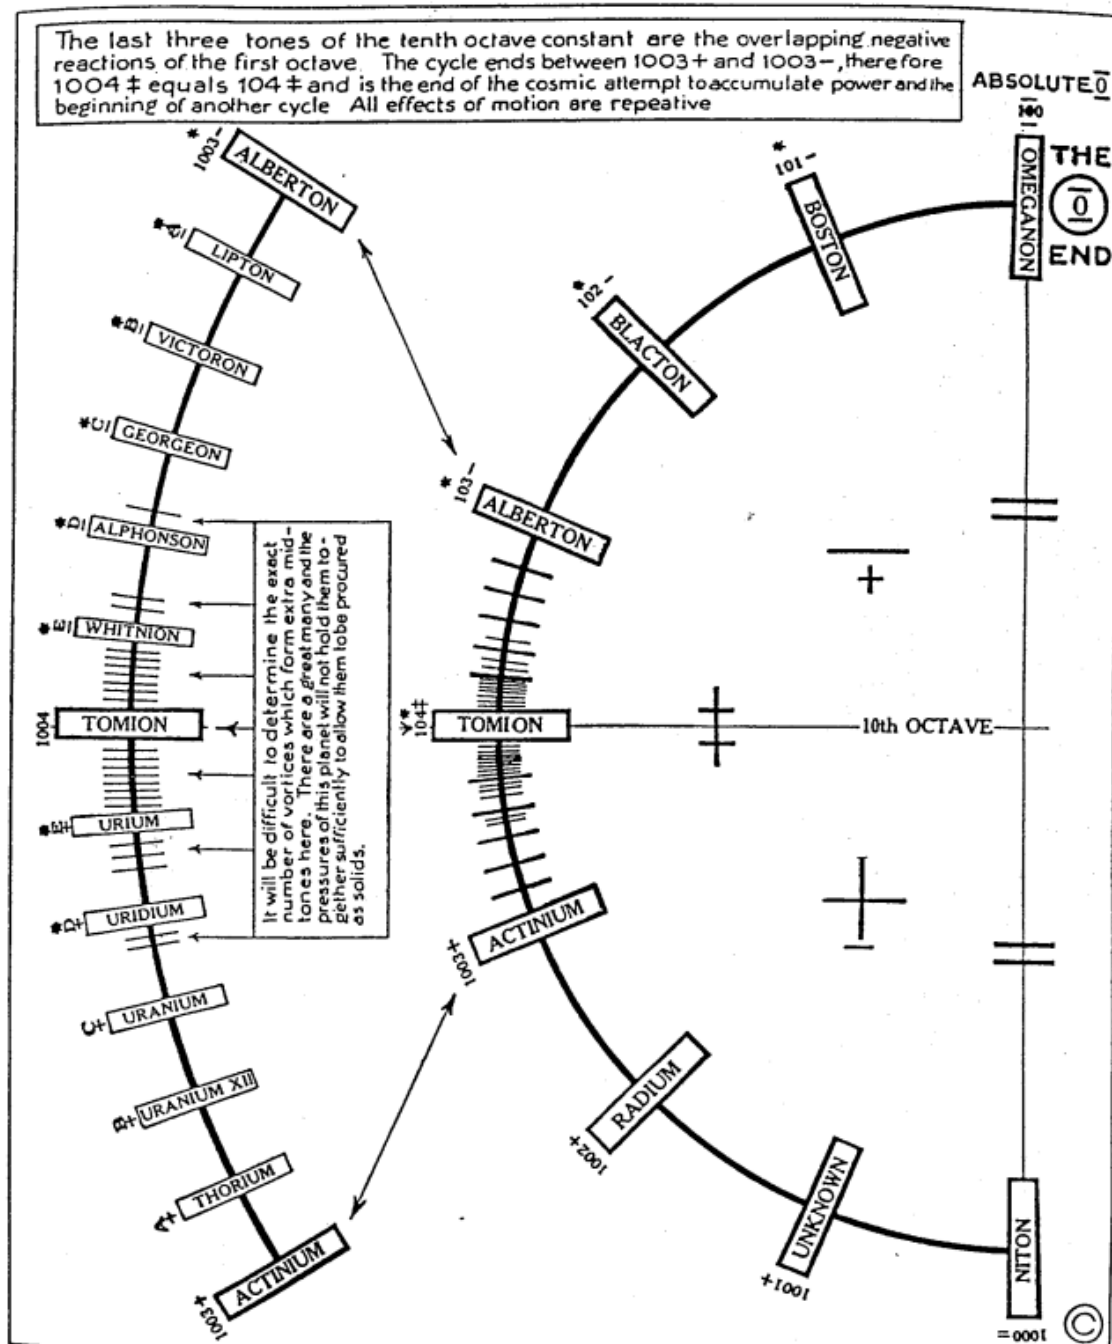 The last three tones of the tenth octave constant are the overlapping negative
reactions of the first octave. The cycle ends between 1003+ and 1003-, therefore
1004‡ equals 104‡ and is the end of the cosmic attempt to accumulate power and the
beginning of another cycle All effects of motion are repeative
ABSOLUTE 0
THE
0
END
OMEGANON
*
101-
BOSTON
*
102-
BLACTON
*
103-
ALBERTON
*
1003-
ALBERTON
*A-
LIPTON
*B-
VICTORON
*C-
GEORGEON
*D-
ALPHONSON
*E-
WHITNION
1004
TOMION
*E+
URIUM
*D+
URIDIUM
C+
URANIUM
B+
URANIUM XII
A+
THORIUM
1003+
ACTINIUM
It will be difficult to determine the exact
number of vortices which form extra mid-
tones here. There are a great many and the
pressures of this planel will not hold them to-
gether sufficiently to allow them to be procured
as solids.
104‡
TOMION
10th OCTAVE
+
+
-
1003+
ACTINIUM
1002+
RADIUM
1001+
UNKNOWN
1000=
NITON
©